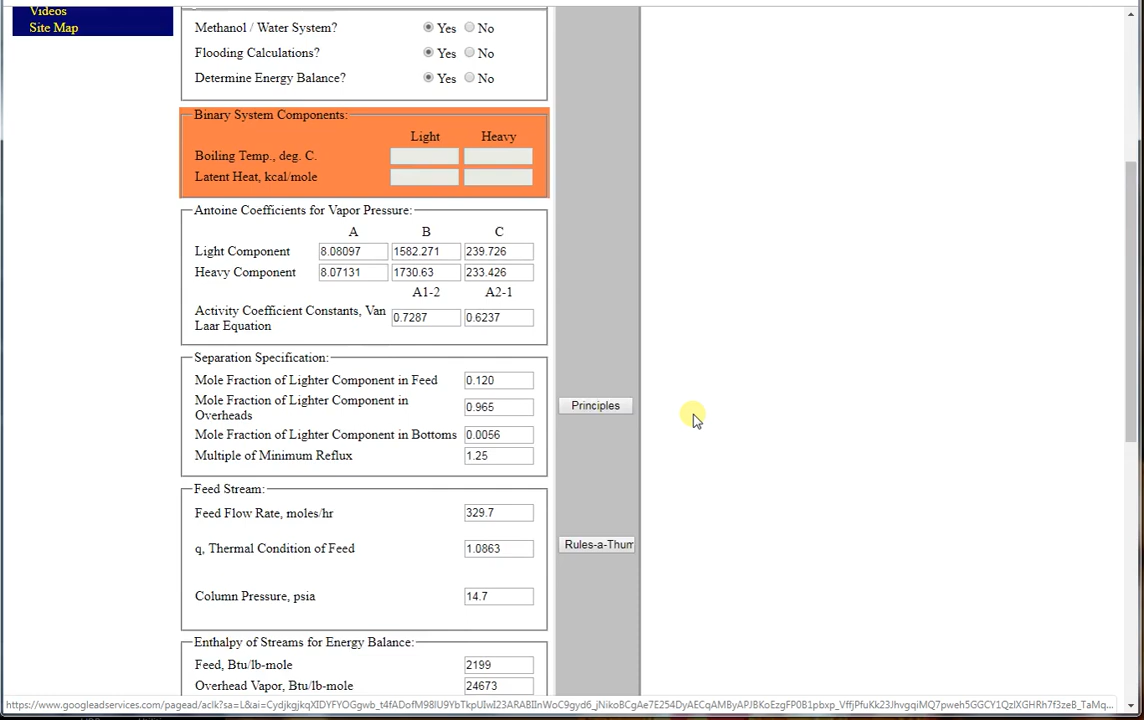 Videos
Site Map
Methanol / Water System? Yes No
Flooding Calculations? Yes No
Determine Energy Balance? Yes No
Binary System Components:
Light Heavy
Boiling Temp., deg. C.
Latent Heat, kcal/mole
Antoine Coefficients for Vapor Pressure:
A B C
Light Component 8.08097 1582.271 239.726
Heavy Component 8.07131 1730.63 233.426
A1-2 A2-1
Activity Coefficient Constants, Van
Laar Equation 0.7287 0.6237
Separation Specification:
Mole Fraction of Lighter Component in Feed 0.120
Mole Fraction of Lighter Component in
Overheads 0.965
Principles
Mole Fraction of Lighter Component in Bottoms 0.0056
Multiple of Minimum Reflux 1.25
Feed Stream:
Feed Flow Rate, moles/hr 329.7
q, Thermal Condition of Feed 1.0863
Rules-a-Thum
Column Pressure, psia 14.7
Enthalpy of Streams for Energy Balance:
Feed, Btu/lb-mole 2199
Overhead Vapor, Btu/lb-mole 24673